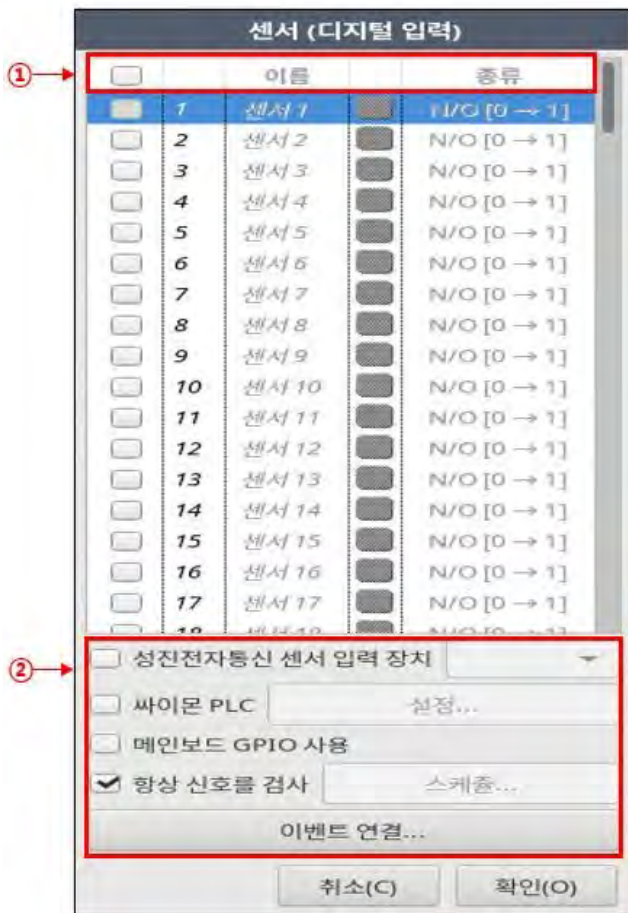 센서 (디지털 입력)
① 이름 종류
1 센서 1 N/O [0 → 1]
2 센서 2 N/O [0 → 1]
3 센서 3 N/O [0 → 1]
4 센서 4 N/O [0 → 1]
5 센서 5 N/O [0 → 1]
6 센서 6 N/O [0 → 1]
7 센서 7 N/O [0 → 1]
8 센서 8 N/O [0 → 1]
9 센서 9 N/O [0 → 1]
10 센서 10 N/O [0 → 1]
11 센서 11 N/O [0 → 1]
12 센서 12 N/O [0 → 1]
13 센서 13 N/O [0 → 1]
14 센서 14 N/O [0 → 1]
15 센서 15 N/O [0 → 1]
16 센서 16 N/O [0 → 1]
17 센서 17 N/O [0 → 1]
② 성진전자통신 센서 입력 장치
싸이몬 PLC 설정...
메인보드 GPIO 사용
항상 신호를 검사 스케쥴...
이벤트 연결...
취소(C) 확인(O)